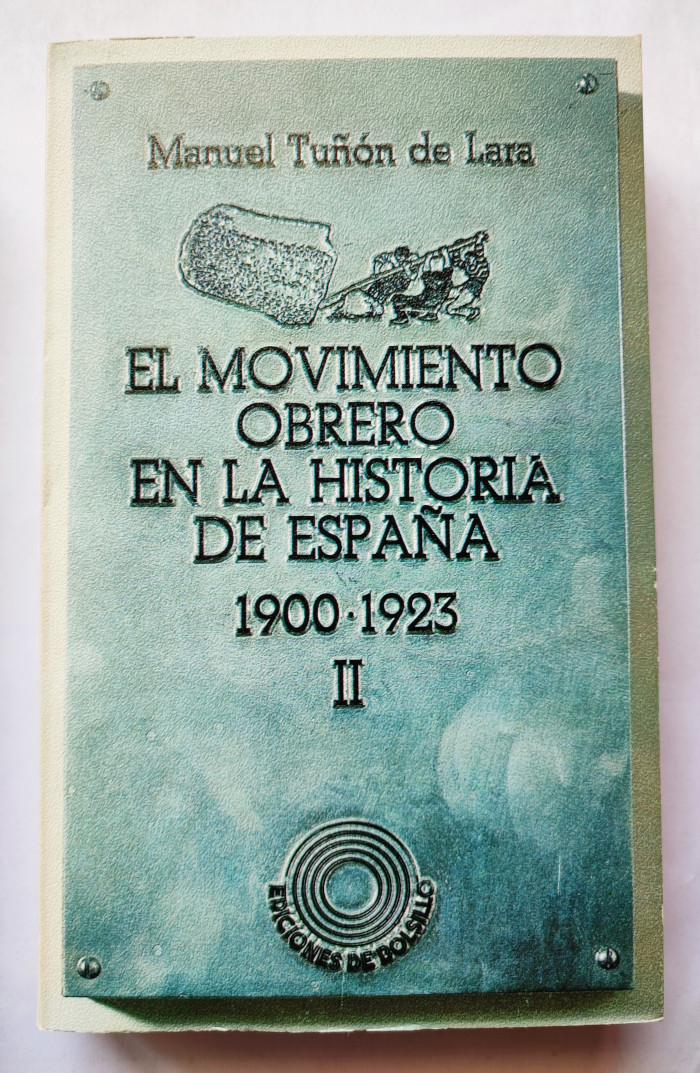 Manuel Tuñón de Lara
EL MOVIMIENTO
OBRERO
EN LA HISTORIA
DE ESPAÑA
1900·1923
II
EDICIONES DE BOLSILLO